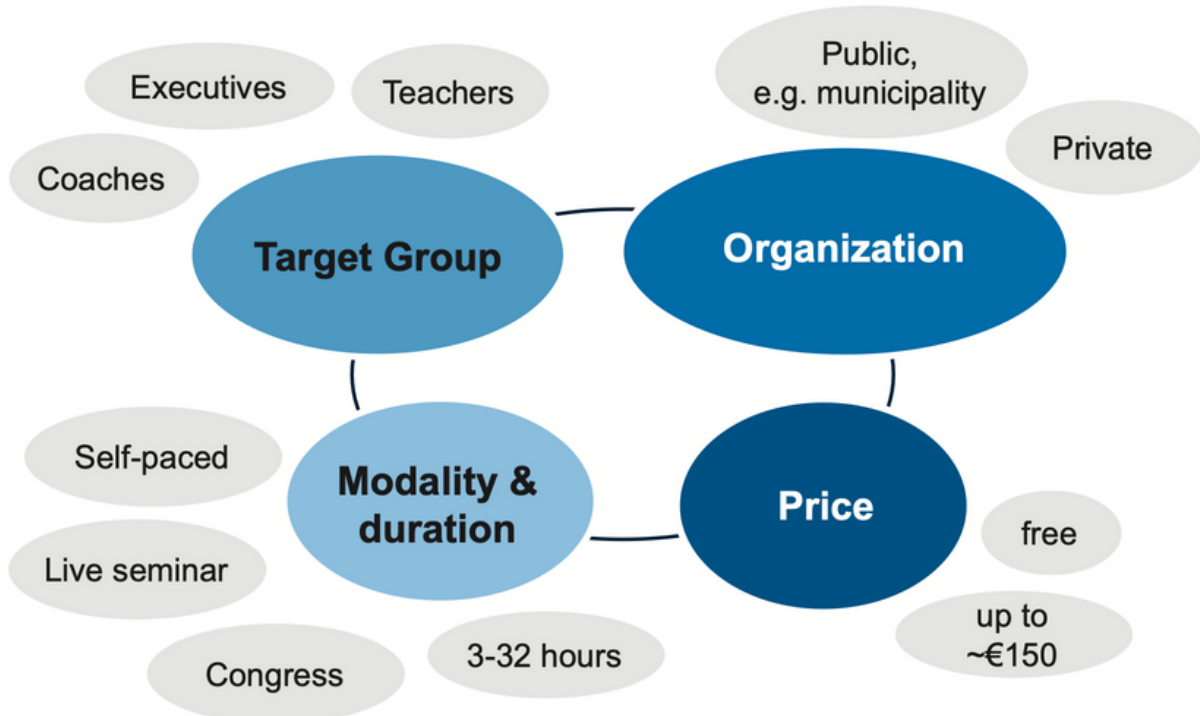 Executives
Teachers
Coaches
Target Group
Public,
e.g. municipality
Private
Organization
Self-paced
Live seminar
Congress
3-32 hours
Modality &
duration
Price
free
up to
~€150